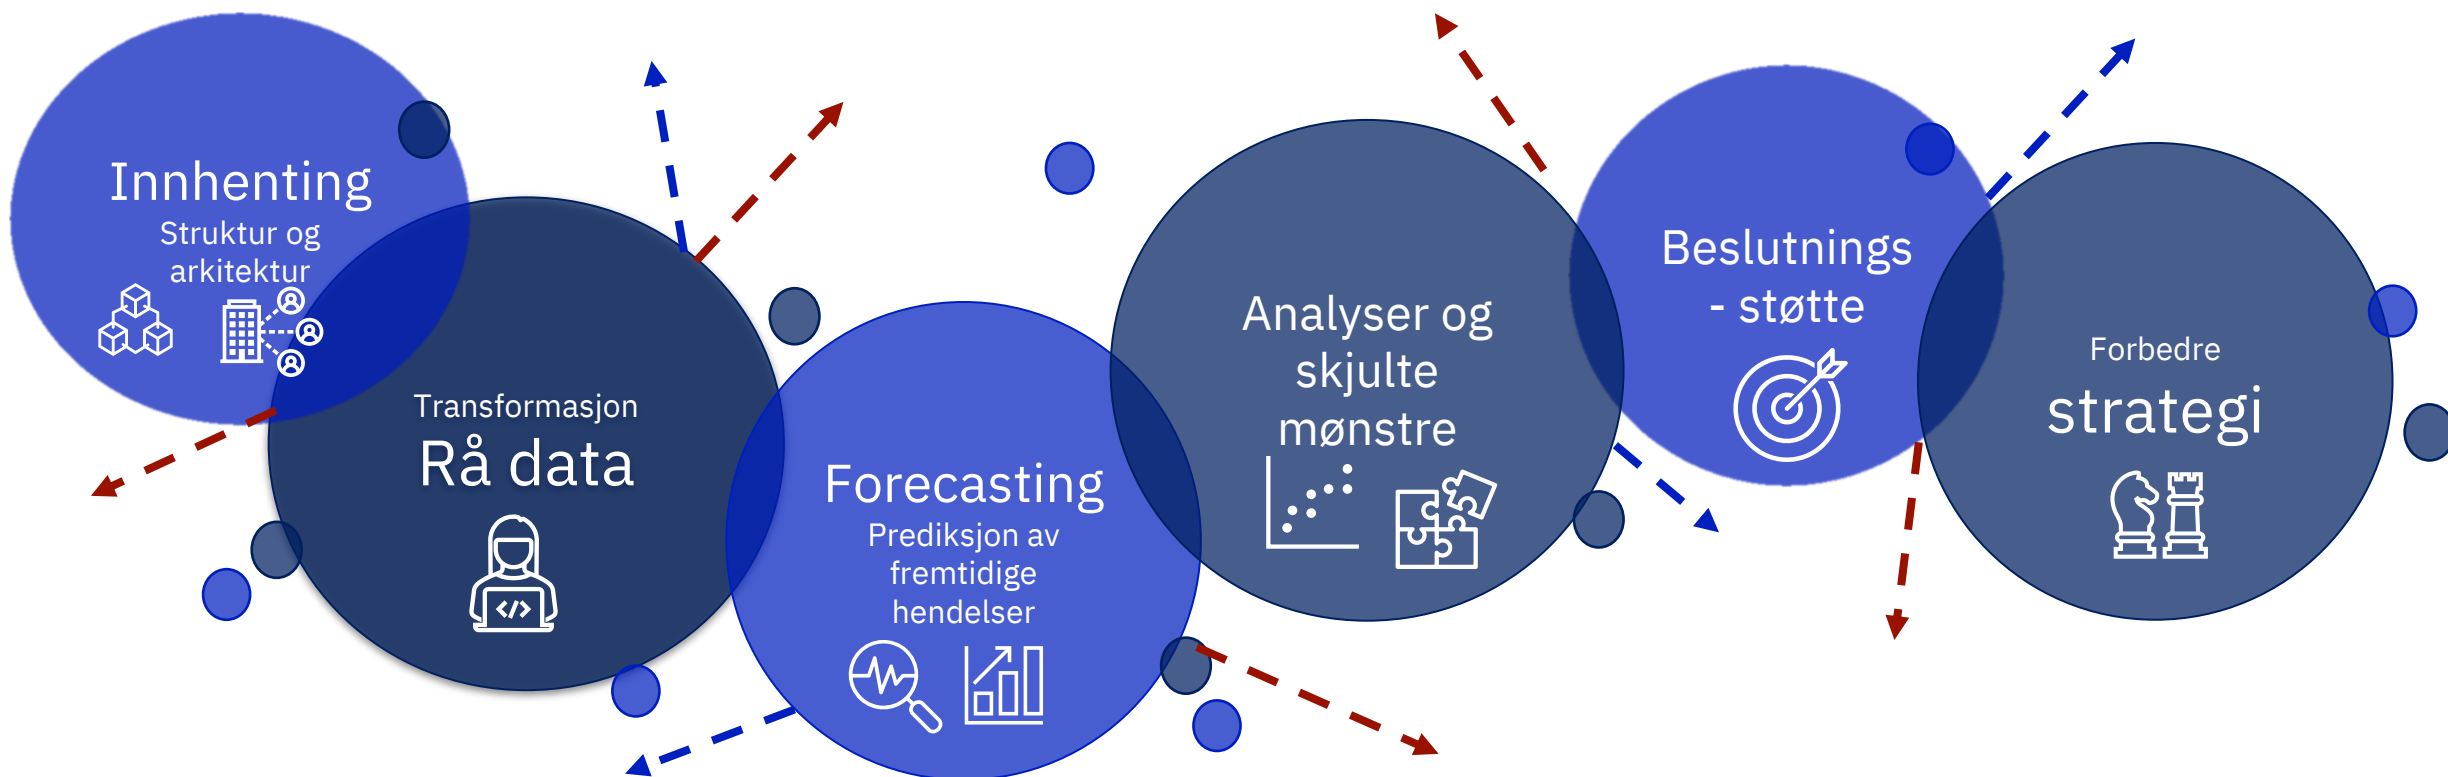 Innhenting
Struktur og
arkitektur
Transformasjon
Rå data
</>
Forecasting
Prediksjon av
fremtidige
hendelser
Analyser og
skjulte
mønstre
Beslutnings
- støtte
Forbedre
strategi